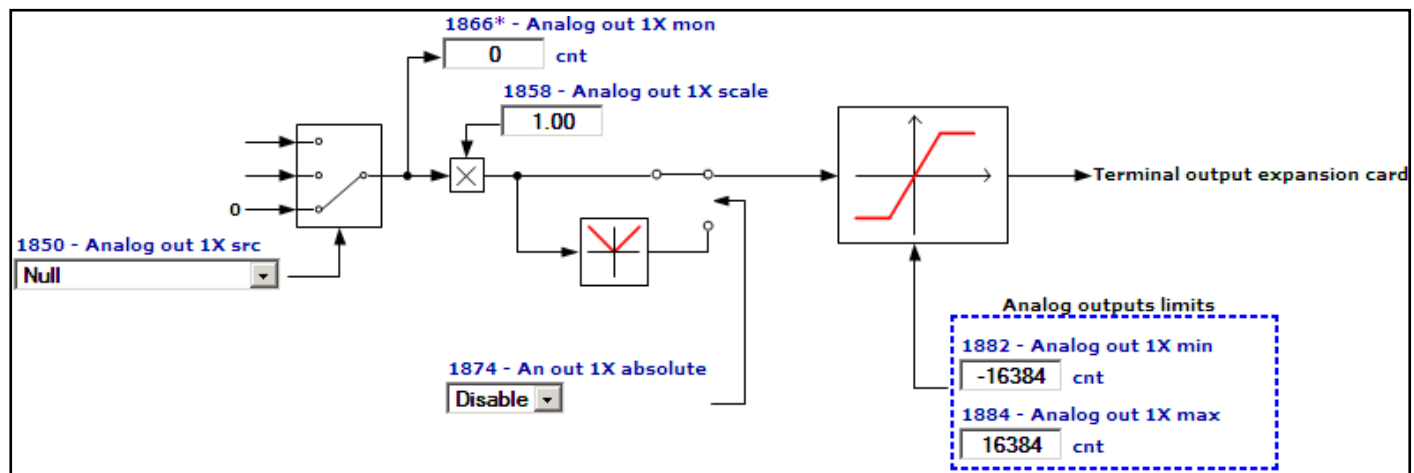 1866* - Analog out 1X mon
0 cnt
1858 - Analog out 1X scale
1.00
0
Terminal output expansion card
1850 - Analog out 1X src
Null
Analog outputs limits
1882 - Analog out 1X min
-16384 cnt
1874 - An out 1X absolute
Disable
1884 - Analog out 1X max
16384 cnt